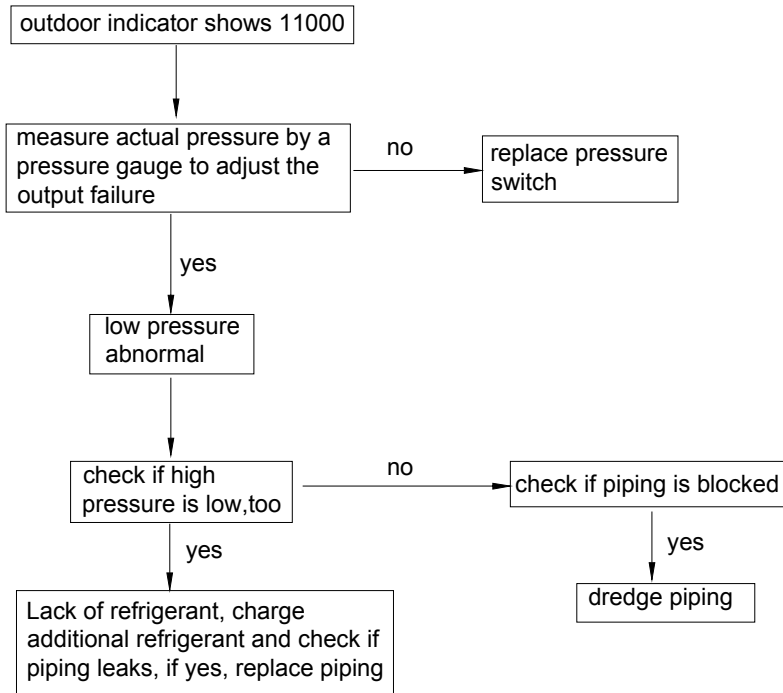 outdoor indicator shows 11000
measure actual pressure by a
pressure gauge to adjust the
output failure
no
replace pressure
switch
yes
low pressure
abnormal
check if high
pressure is low,too
no
check if piping is blocked
yes
yes
Lack of refrigerant, charge
additional refrigerant and check if
piping leaks, if yes, replace piping
dredge piping